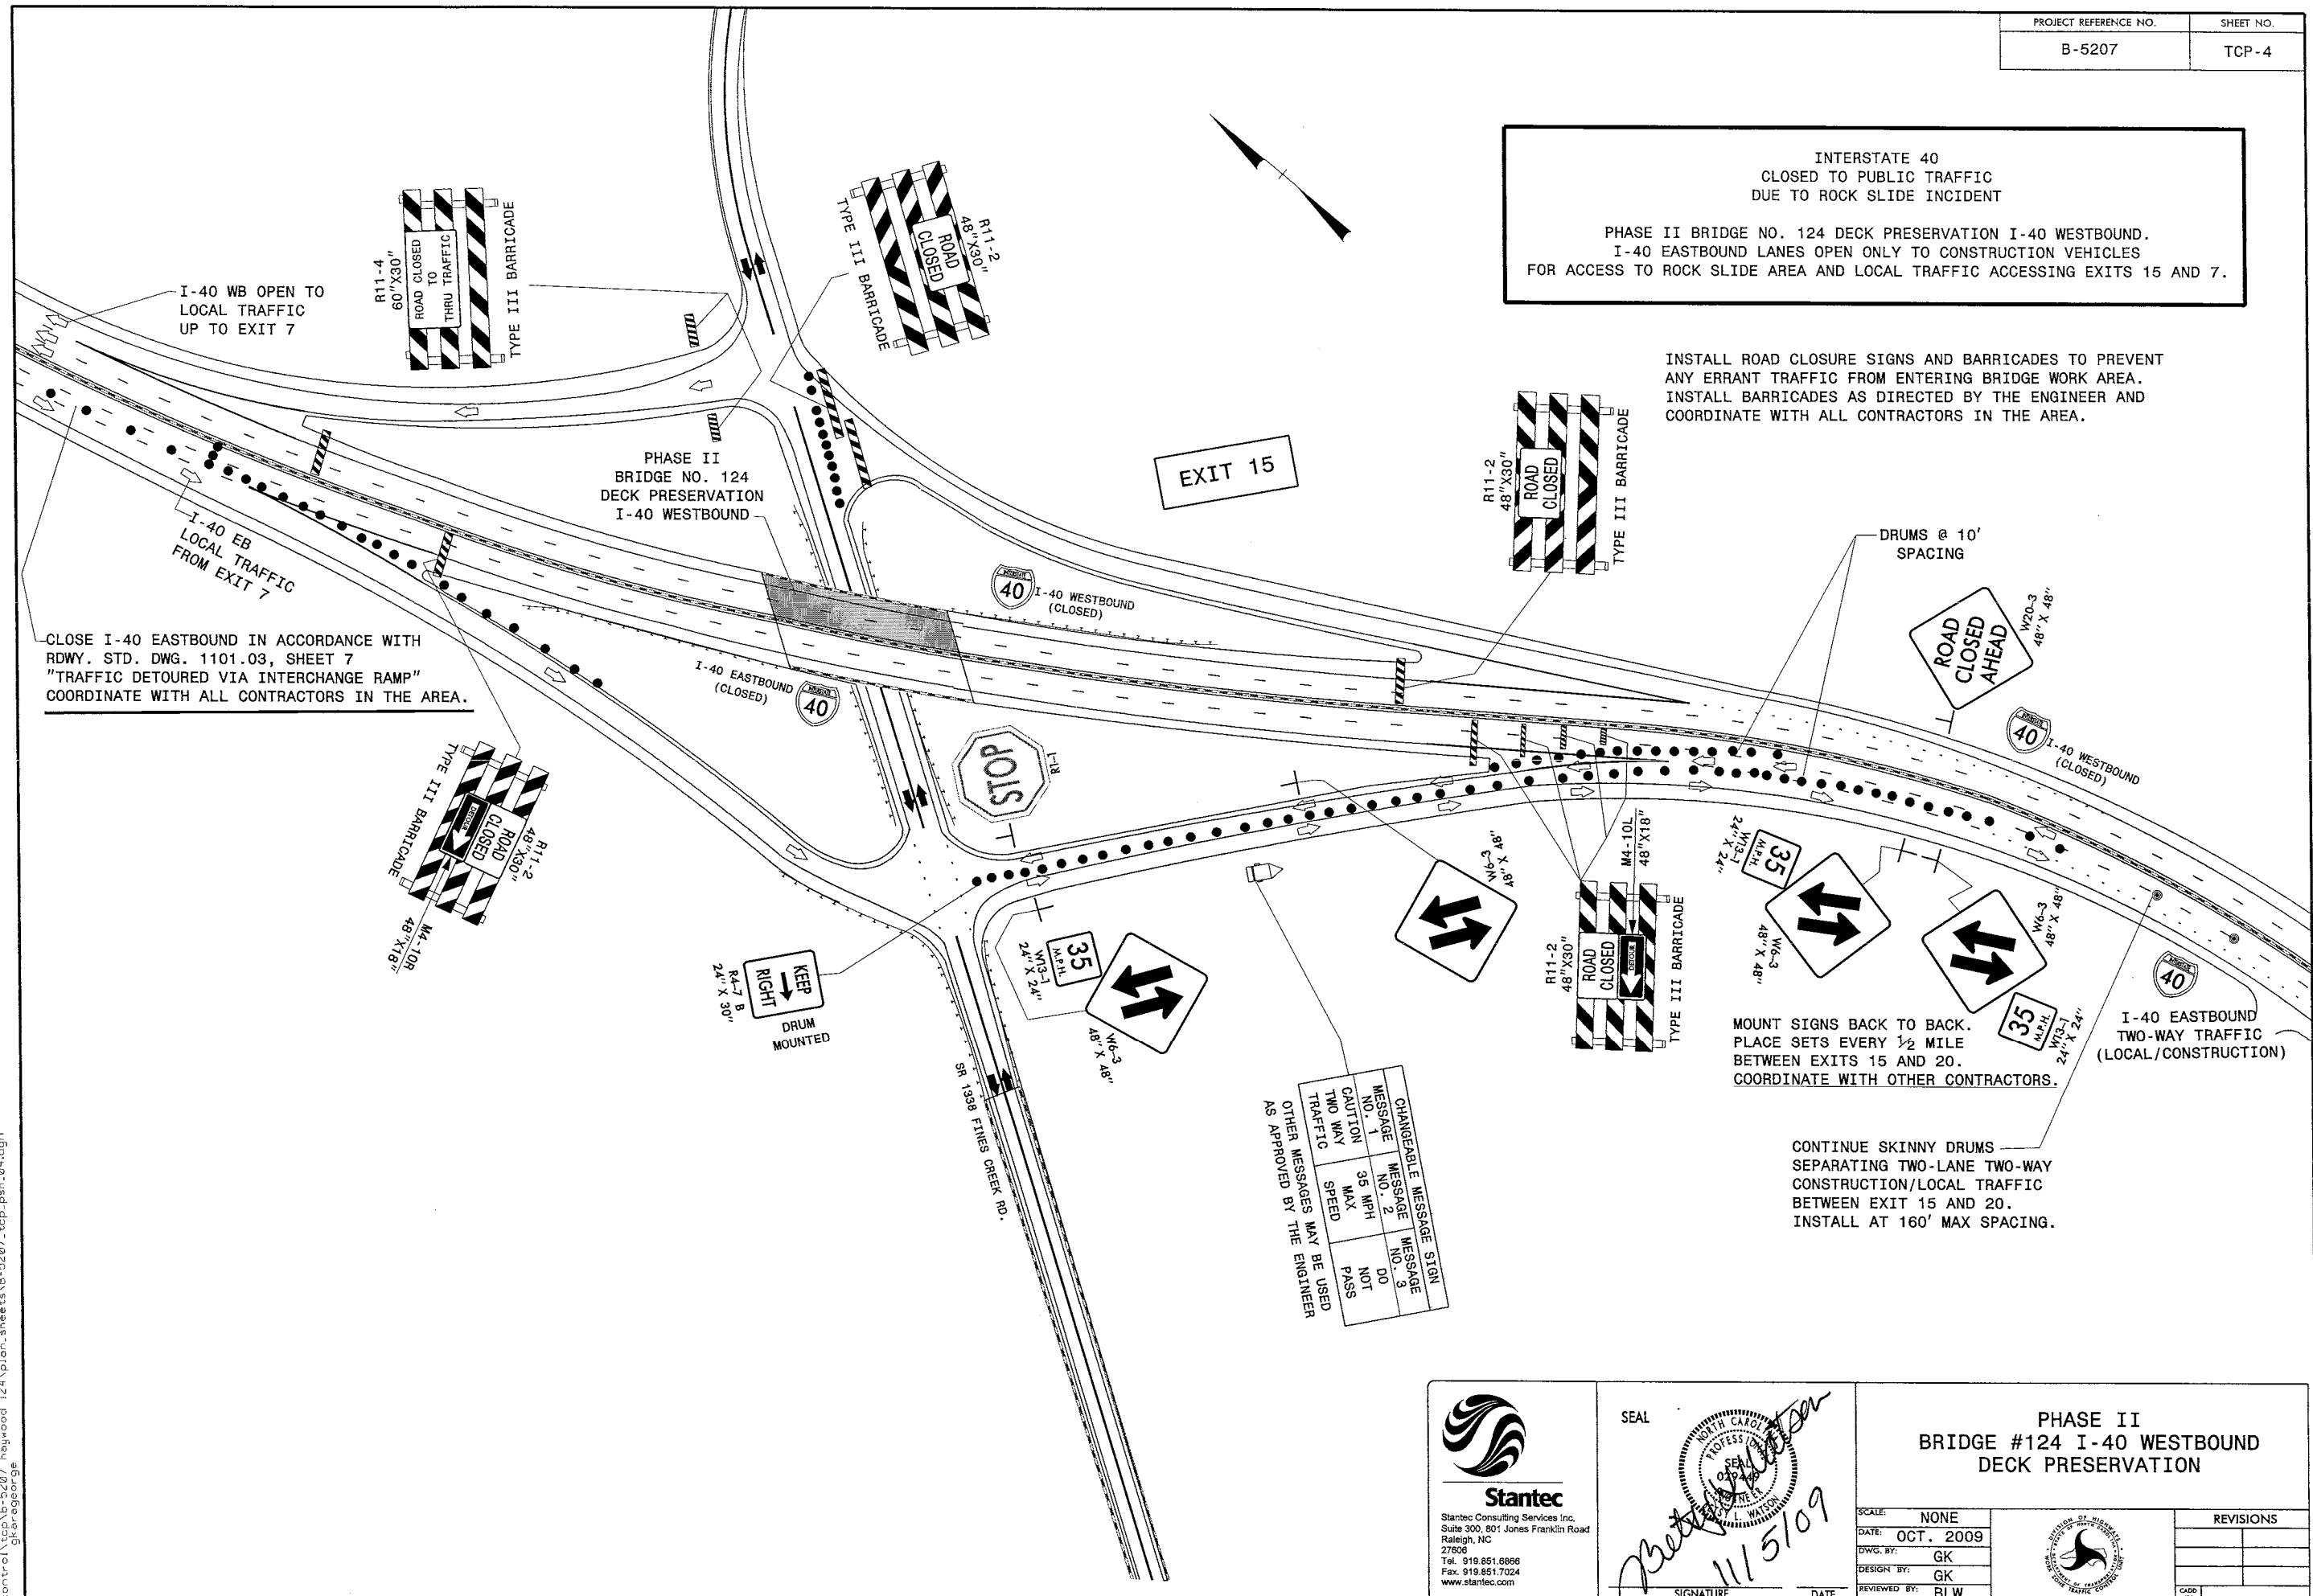 PROJECT REFERENCE NO.
SHEET NO.
B-5207
TCP-4
INTERSTATE 40
CLOSED TO PUBLIC TRAFFIC
DUE TO ROCK SLIDE INCIDENT
PHASE II BRIDGE NO. 124 DECK PRESERVATION I-40 WESTBOUND.
I-40 EASTBOUND LANES OPEN ONLY TO CONSTRUCTION VEHICLES
FOR ACCESS TO ROCK SLIDE AREA AND LOCAL TRAFFIC ACCESSING EXITS 15 AND 7.
INSTALL ROAD CLOSURE SIGNS AND BARRICADES TO PREVENT
ANY ERRANT TRAFFIC FROM ENTERING BRIDGE WORK AREA.
INSTALL BARRICADES AS DIRECTED BY THE ENGINEER AND
COORDINATE WITH ALL CONTRACTORS IN THE AREA.
I-40 WB OPEN TO
LOCAL TRAFFIC
UP TO EXIT 7
R11-4
60"X30"
ROAD CLOSED
TO
THRU TRAFFIC
TYPE III BARRICADE
R11-2
48"X30"
ROAD
CLOSED
TYPE III BARRICADE
PHASE II
BRIDGE NO. 124
DECK PRESERVATION
I-40 WESTBOUND
EXIT 15
R11-2
48"X30"
ROAD
CLOSED
TYPE III BARRICADE
DRUMS @ 10'
SPACING
ROAD
CLOSED
AHEAD
W20-3
48" X 48"
I-40 EB
LOCAL TRAFFIC
FROM EXIT 7
CLOSE I-40 EASTBOUND IN ACCORDANCE WITH
RDWY. STD. DWG. 1101.03, SHEET 7
"TRAFFIC DETOURED VIA INTERCHANGE RAMP"
COORDINATE WITH ALL CONTRACTORS IN THE AREA.
40
I-40 WESTBOUND
(CLOSED)
I-40 EASTBOUND
(CLOSED)
40
40
I-40 WESTBOUND
(CLOSED)
STOP
R1-1
TYPE III BARRICADE
DETOUR
ROAD
CLOSED
R11-2
48"X30"
M4-10R
48"X18"
KEEP
RIGHT
R4-7 B
24" X 30"
DRUM
MOUNTED
35
M.P.H.
W13-1
24" X 24"
W6-3
48" X 48"
W6-3
48" X 48"
M4-10L
48"X18"
R11-2
48"X30"
ROAD
CLOSED
DETOUR
TYPE III BARRICADE
35
M.P.H.
W13-1
24" X 24"
W6-3
48" X 48"
W6-3
48" X 48"
35
M.P.H.
W13-1
24" X 24"
MOUNT SIGNS BACK TO BACK.
PLACE SETS EVERY ½ MILE
BETWEEN EXITS 15 AND 20.
COORDINATE WITH OTHER CONTRACTORS.
40
I-40 EASTBOUND
TWO-WAY TRAFFIC
(LOCAL/CONSTRUCTION)
CONTINUE SKINNY DRUMS
SEPARATING TWO-LANE TWO-WAY
CONSTRUCTION/LOCAL TRAFFIC
BETWEEN EXIT 15 AND 20.
INSTALL AT 160' MAX SPACING.
SR 1338 FINES CREEK RD.
CHANGEABLE MESSAGE SIGN
MESSAGE NO. 1
MESSAGE NO. 2
MESSAGE NO. 3
CAUTION
TWO WAY
TRAFFIC
35 MPH
MAX
SPEED
DO
NOT
PASS
OTHER MESSAGES MAY BE USED
AS APPROVED BY THE ENGINEER
Stantec
Stantec Consulting Services Inc.
Suite 300, 801 Jones Franklin Road
Raleigh, NC
27606
Tel. 919.851.6866
Fax. 919.851.7024
www.stantec.com
SEAL
NORTH CAROLINA
PROFESSIONAL
SEAL
ENGINEER
11/5/09
SIGNATURE
DATE
PHASE II
BRIDGE #124 I-40 WESTBOUND
DECK PRESERVATION
SCALE: NONE
DATE: OCT. 2009
DWG. BY: GK
DESIGN BY: GK
REVIEWED BY: BLW
REVISIONS
CADD
gkarageorge